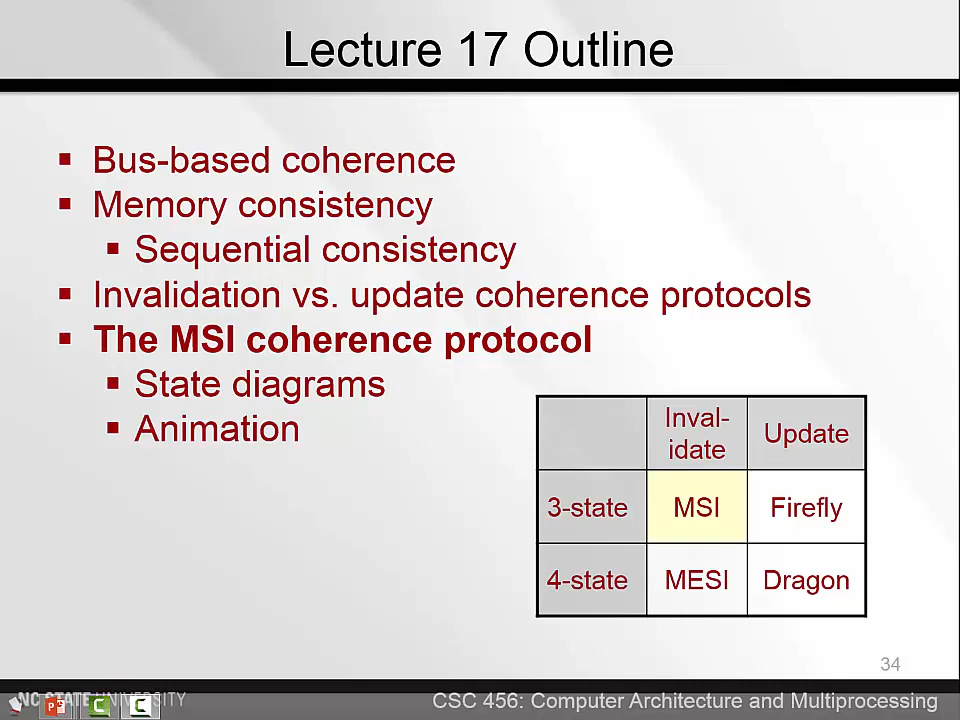 Lecture 17 Outline
Bus-based coherence
Memory consistency
Sequential consistency
Invalidation vs. update coherence protocols
The MSI coherence protocol
State diagrams
Animation
Inval-
idate
Update
3-state
MSI
Firefly
4-state
MESI
Dragon
34
NC STATE UNIVERSITY
CSC 456: Computer Architecture and Multiprocessing